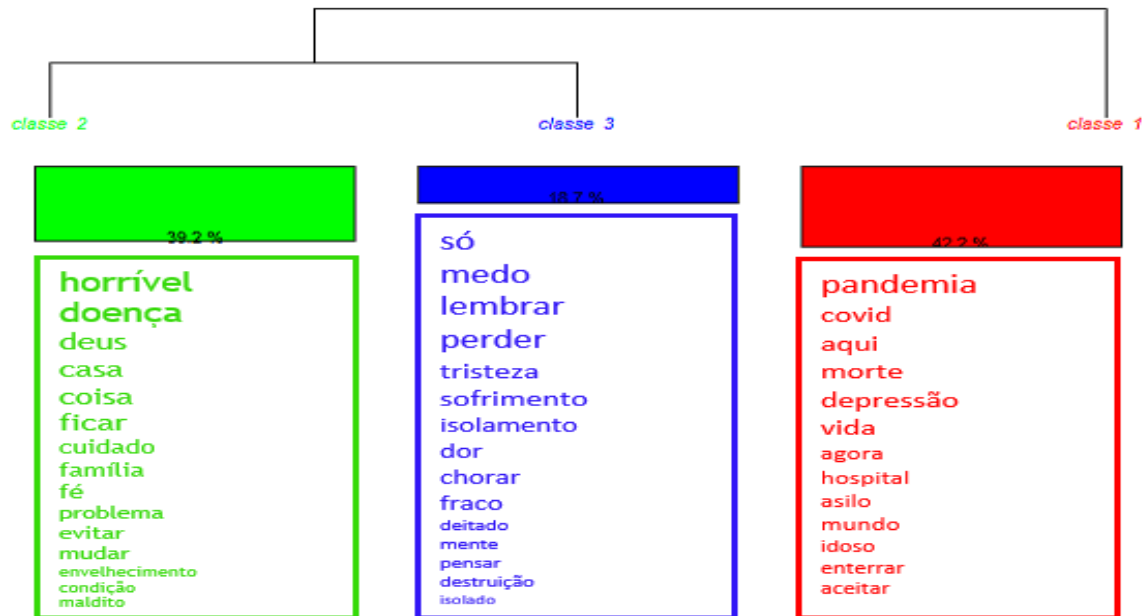 classe 2
classe 3
classe 1
39.2 %
horrível
doença
deus
casa
coisa
ficar
cuidado
família
fé
problema
evitar
mudar
envelhecimento
condição
maldito
18.7 %
só
medo
lembrar
perder
tristeza
sofrimento
isolamento
dor
chorar
fraco
deitado
mente
pensar
destruição
isolado
42.2 %
pandemia
covid
aqui
morte
depressão
vida
agora
hospital
asilo
mundo
idoso
enterrar
aceitar